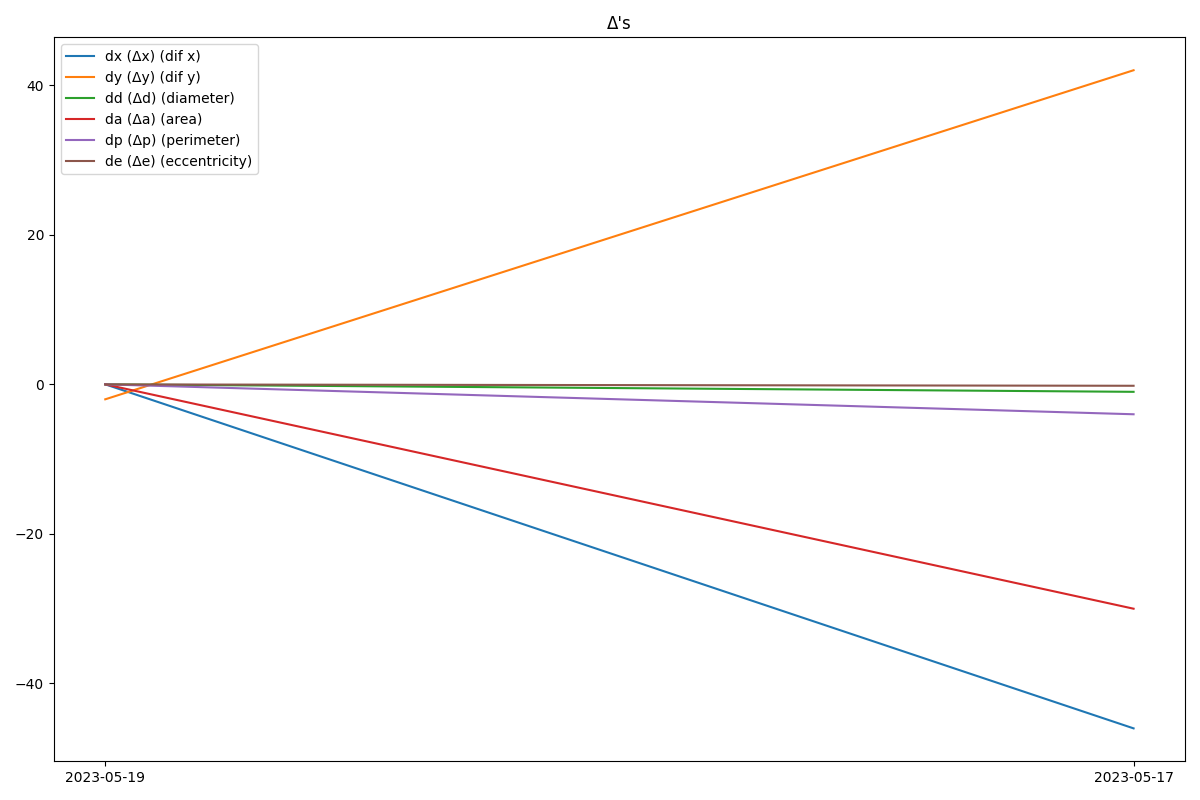 Δ's
dx (Δx) (dif x)
dy (Δy) (dif y)
dd (Δd) (diameter)
da (Δa) (area)
dp (Δp) (perimeter)
de (Δe) (eccentricity)
40
20
0
−20
−40
2023-05-19
2023-05-17